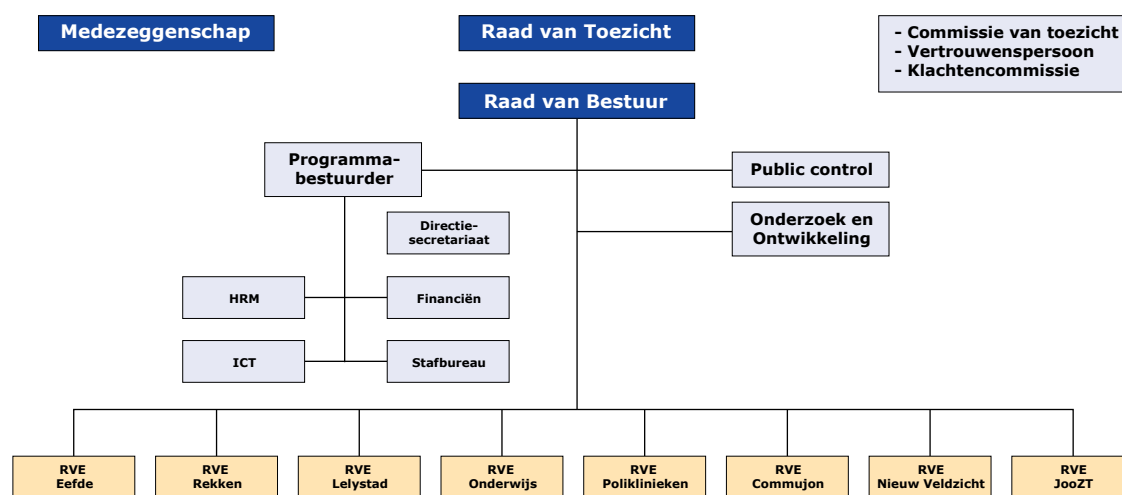 Medezeggenschap
Raad van Toezicht
- Commissie van toezicht
- Vertrouwenspersoon
- Klachtencommissie
Raad van Bestuur
Programma-
bestuurder
Public control
Directie-
secretariaat
Onderzoek en
Ontwikkeling
HRM
Financiën
ICT
Stafbureau
RVE
Eefde
RVE
Rekken
RVE
Lelystad
RVE
Onderwijs
RVE
Poliklinieken
RVE
Commujon
RVE
Nieuw Veldzicht
RVE
JooZT